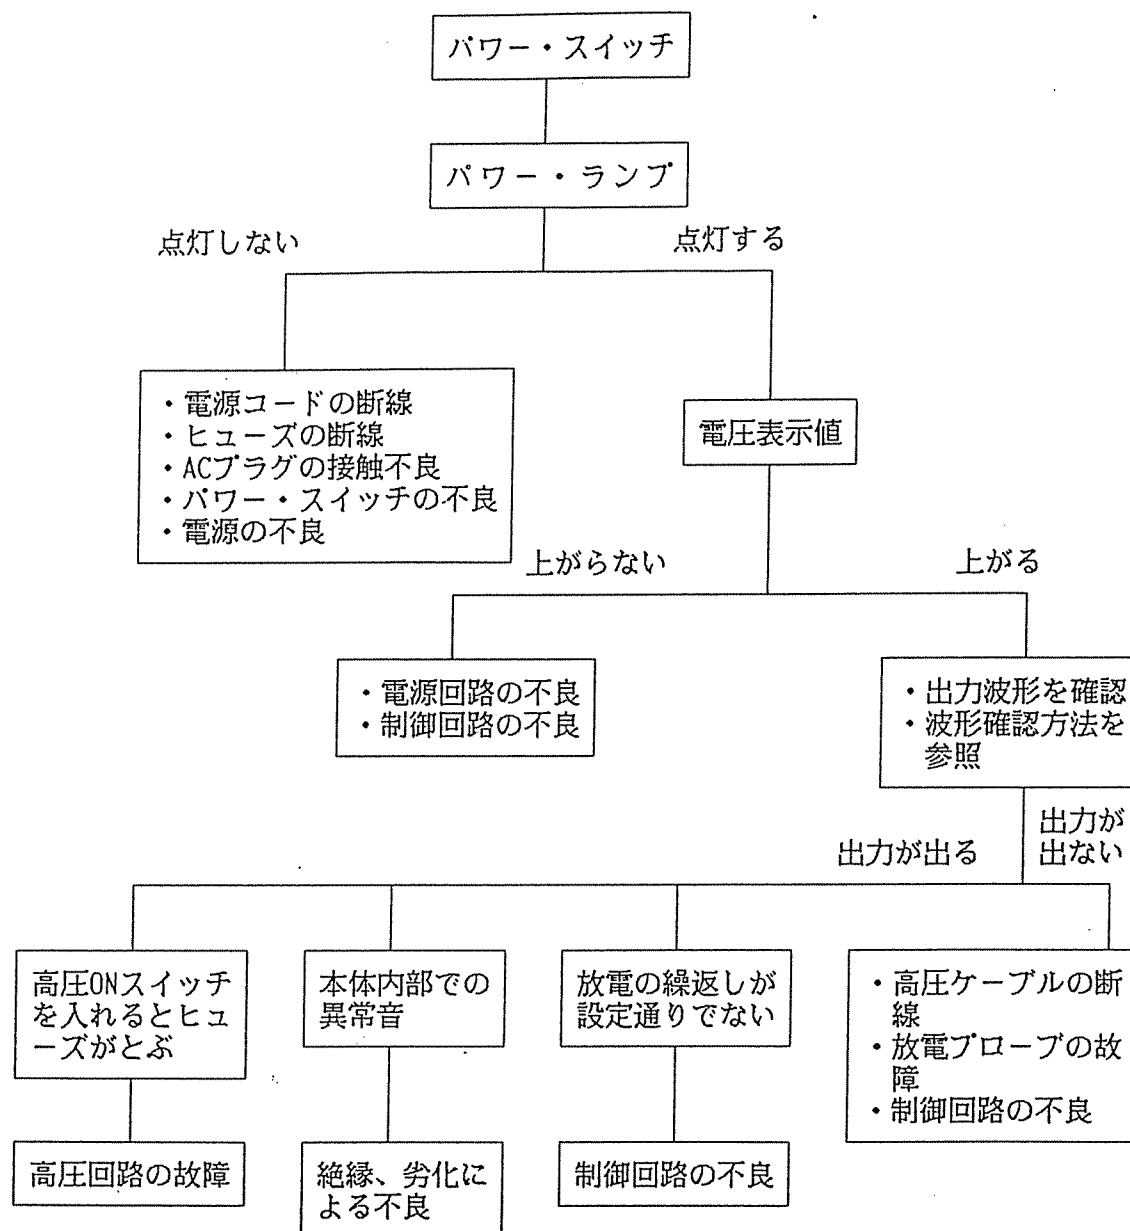 パワー・スイッチ
パワー・ランプ
点灯しない
点灯する
・電源コードの断線
・ヒューズの断線
・ACプラグの接触不良
・パワー・スイッチの不良
・電源の不良
電圧表示値
上がらない
上がる
・電源回路の不良
・制御回路の不良
・出力波形を確認
・波形確認方法を
参照
出力が出る
出力が
出ない
高圧ONスイッチ
を入れるとヒュ
ーズがとぶ
本体内部での
異常音
放電の繰返しが
設定通りでない
・高圧ケーブルの断
線
・放電プローブの故
障
・制御回路の不良
高圧回路の故障
絶縁、劣化に
よる不良
制御回路の不良